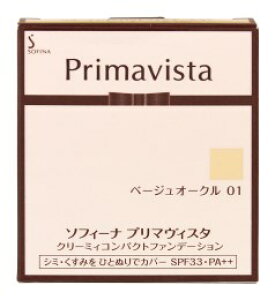 S
SOFINA
Primavista
ベージュオークル 01
ソフィーナ プリマヴィスタ
クリーミィコンパクトファンデーション
シミ・くすみを ひとぬりでカバー SPF33・PA++